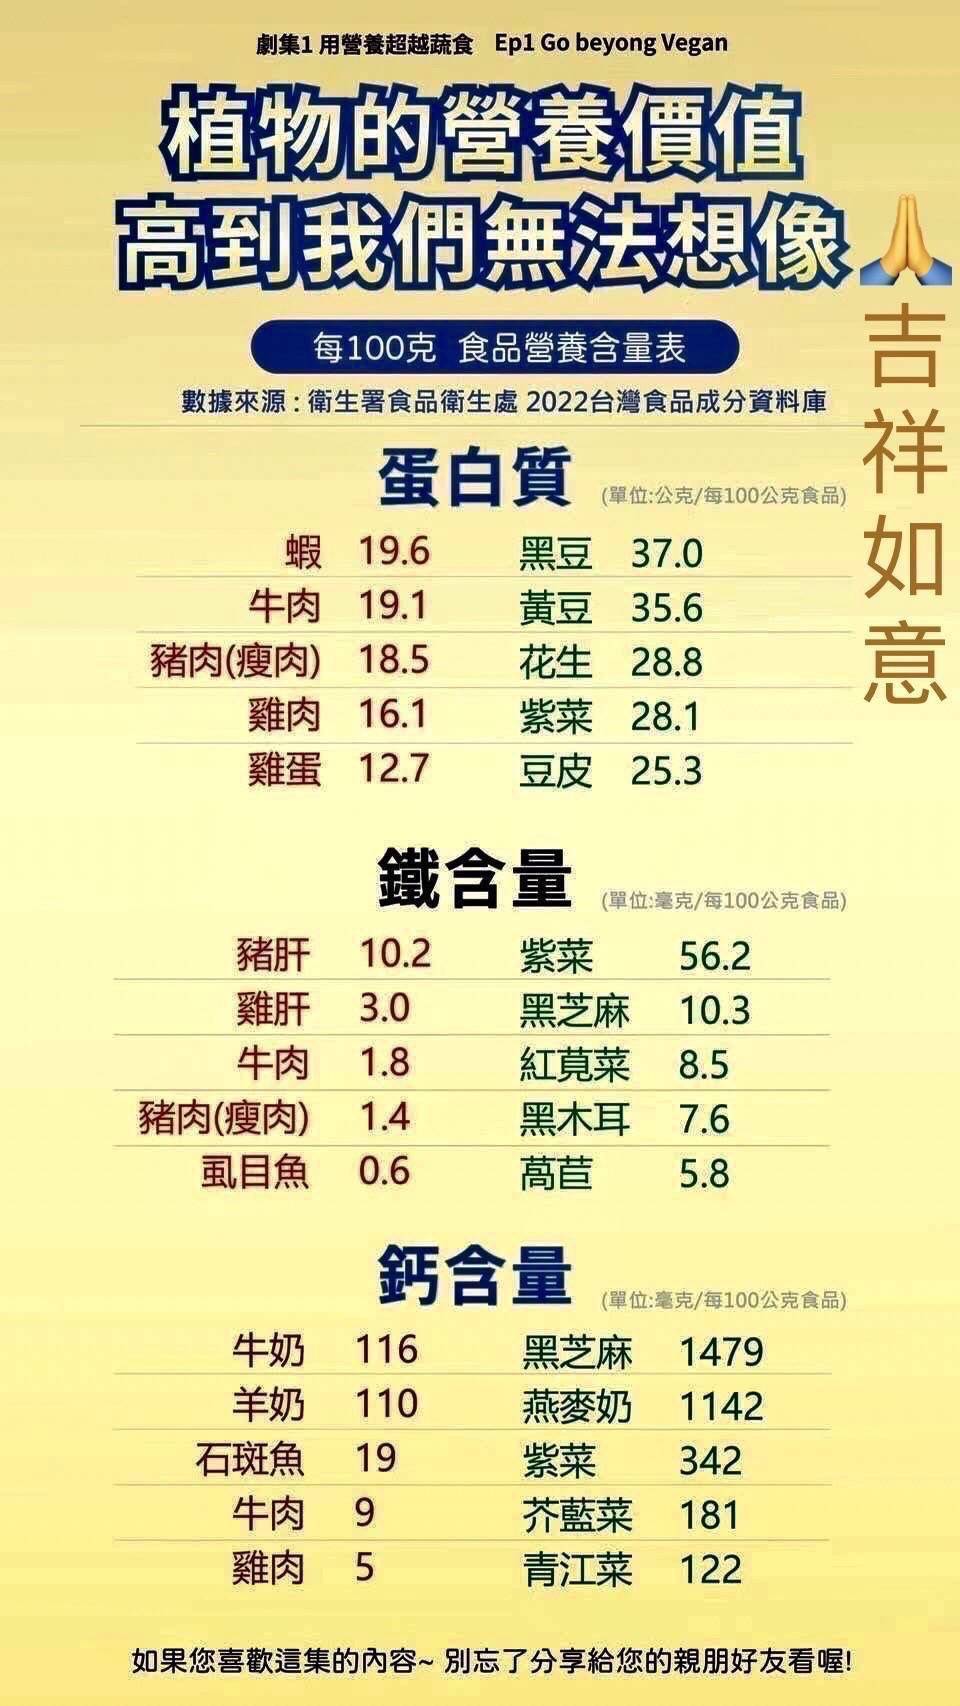 劇集1 用營養超越蔬食 Ep1 Go beyong Vegan
植物的營養價值
高到我們無法想像🙏
吉祥如意
每100克 食品營養含量表
數據來源 : 衛生署食品衛生處 2022台灣食品成分資料庫
蛋白質 (單位:公克/每100公克食品)
蝦 19.6 黑豆 37.0
牛肉 19.1 黃豆 35.6
豬肉(瘦肉) 18.5 花生 28.8
雞肉 16.1 紫菜 28.1
雞蛋 12.7 豆皮 25.3
鐵含量 (單位:毫克/每100公克食品)
豬肝 10.2 紫菜 56.2
雞肝 3.0 黑芝麻 10.3
牛肉 1.8 紅莧菜 8.5
豬肉(瘦肉) 1.4 黑木耳 7.6
虱目魚 0.6 萵苣 5.8
鈣含量 (單位:毫克/每100公克食品)
牛奶 116 黑芝麻 1479
羊奶 110 燕麥奶 1142
石斑魚 19 紫菜 342
牛肉 9 芥藍菜 181
雞肉 5 青江菜 122
如果您喜歡這集的內容~ 別忘了分享給您的親朋好友看喔!